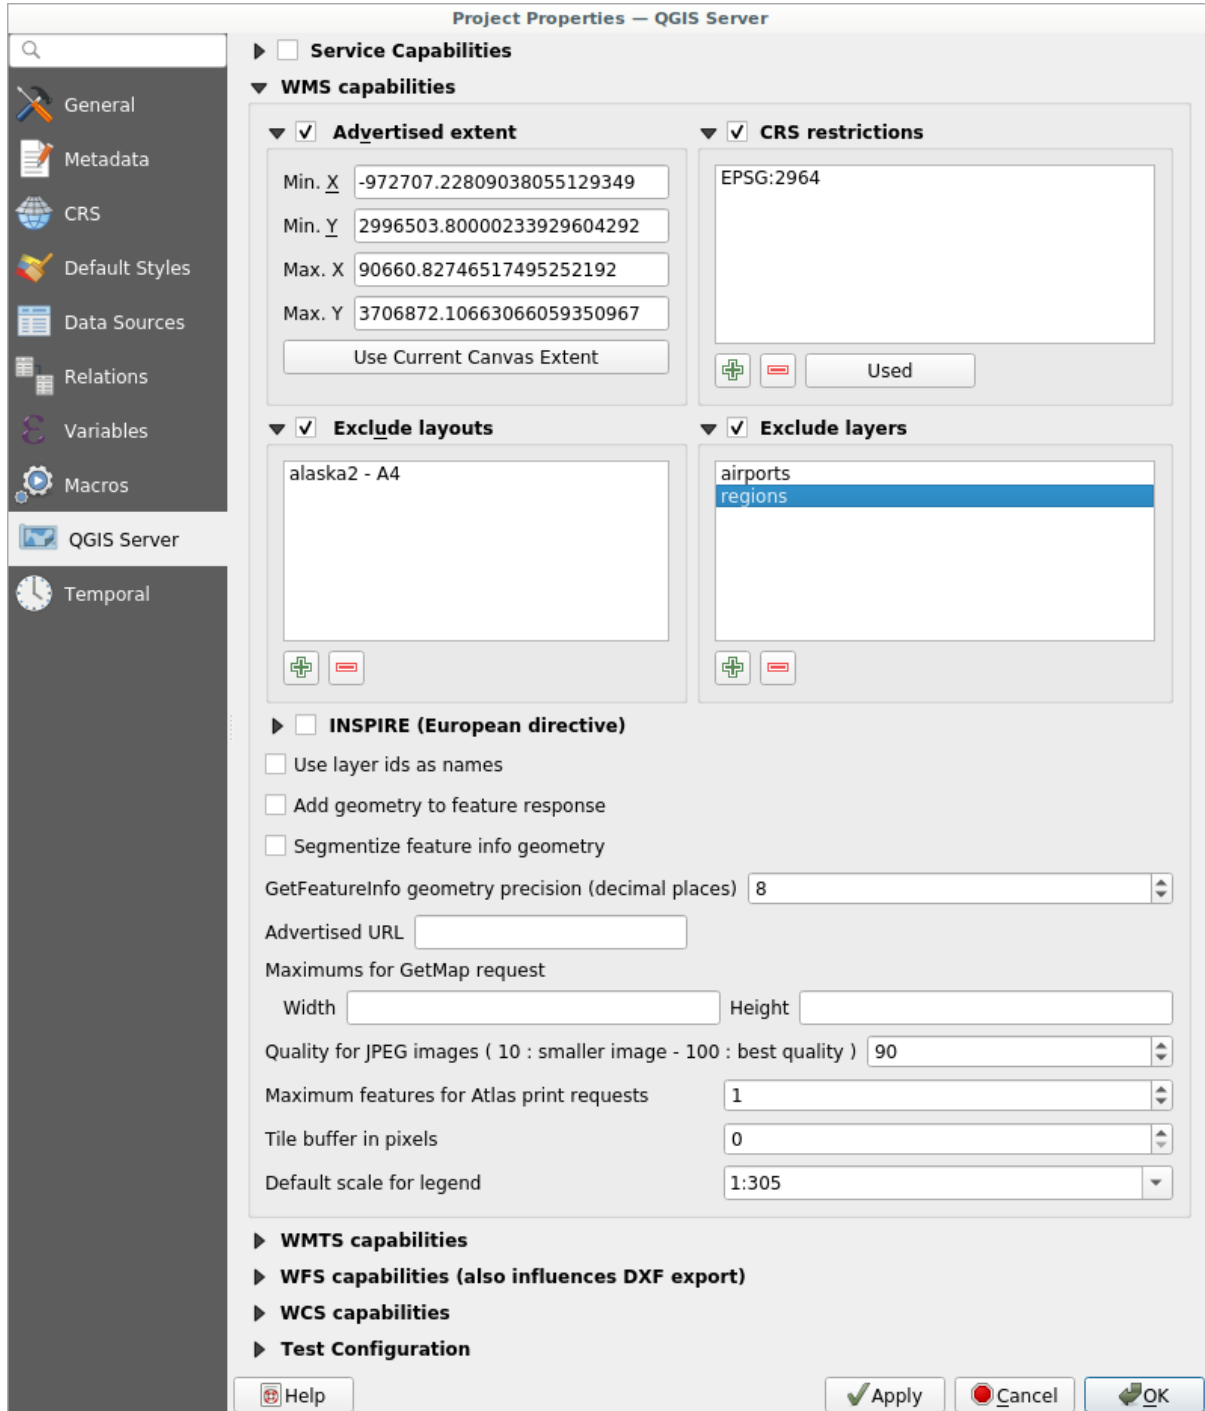 Project Properties — QGIS Server
General
Metadata
CRS
Default Styles
Data Sources
Relations
Variables
Macros
QGIS Server
Temporal
Service Capabilities
WMS capabilities
Advertised extent
Min. X -972707.22809038055129349
Min. Y 2996503.80000233929604292
Max. X 90660.82746517495252192
Max. Y 3706872.10663066059350967
Use Current Canvas Extent
CRS restrictions
EPSG:2964
Used
Exclude layouts
alaska2 - A4
Exclude layers
airports
regions
INSPIRE (European directive)
Use layer ids as names
Add geometry to feature response
Segmentize feature info geometry
GetFeatureInfo geometry precision (decimal places) 8
Advertised URL
Maximums for GetMap request
Width Height
Quality for JPEG images ( 10 : smaller image - 100 : best quality ) 90
Maximum features for Atlas print requests 1
Tile buffer in pixels 0
Default scale for legend 1:305
WMTS capabilities
WFS capabilities (also influences DXF export)
WCS capabilities
Test Configuration
Help Apply Cancel OK